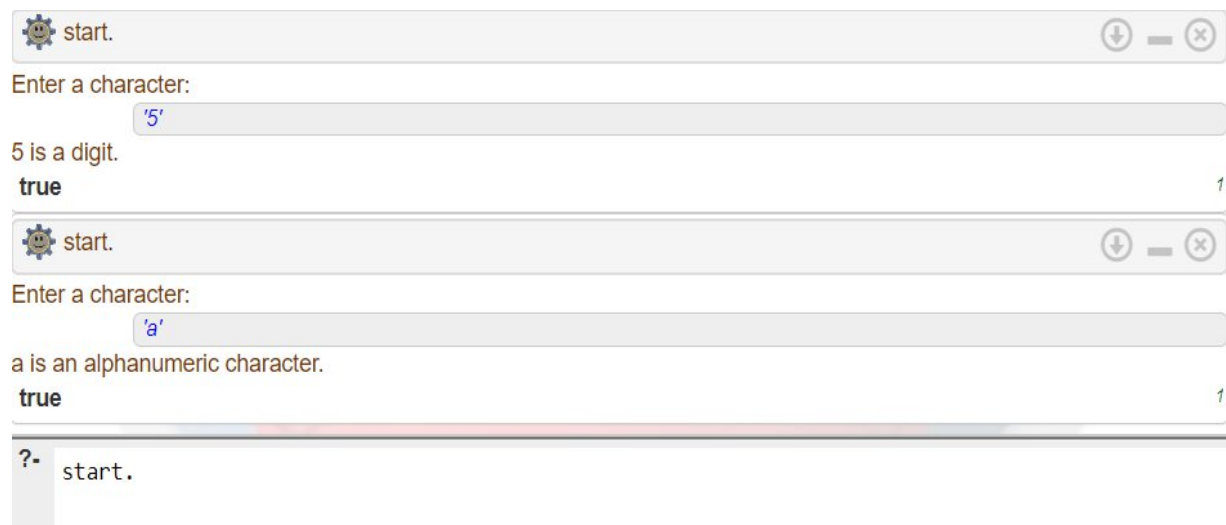 start.
Enter a character:
'5'
5 is a digit.
true 1
start.
Enter a character:
'a'
a is an alphanumeric character.
true 1
?- start.